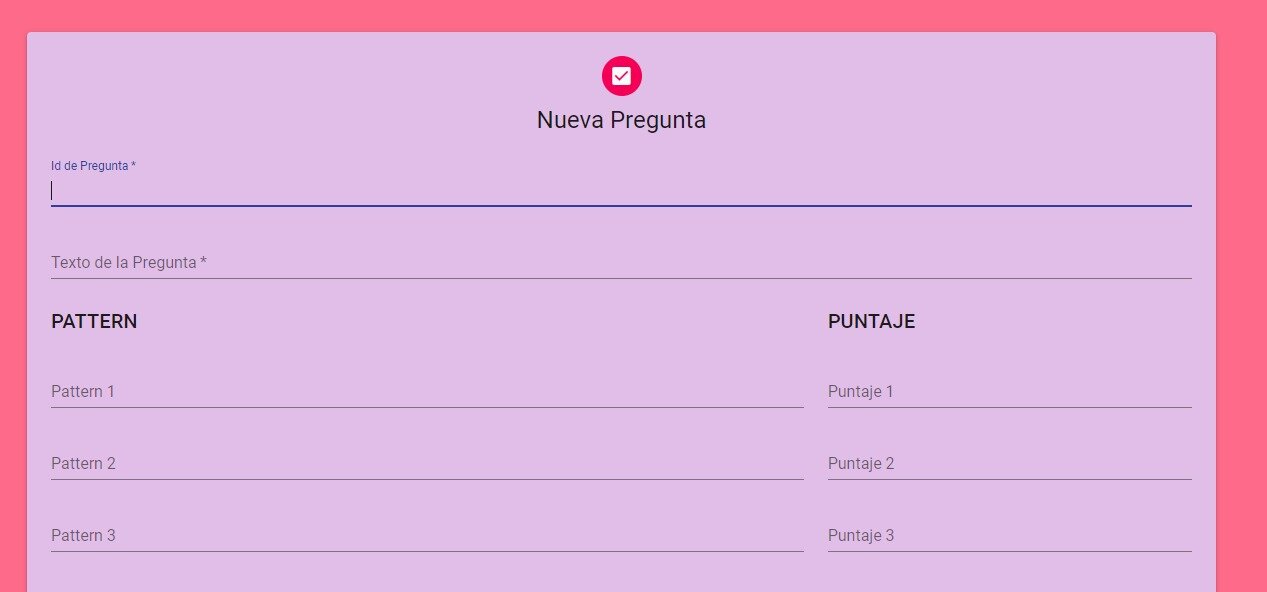 Nueva Pregunta
Id de Pregunta *
Texto de la Pregunta *
PATTERN PUNTAJE
Pattern 1 Puntaje 1
Pattern 2 Puntaje 2
Pattern 3 Puntaje 3